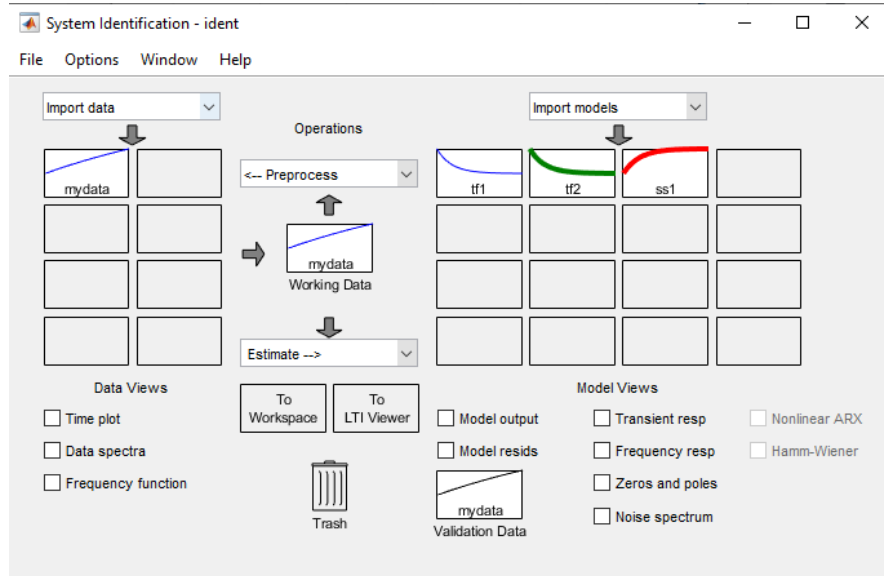 System Identification - ident
File Options Window Help
Import data
Import models
Operations
mydata
<-- Preprocess
tf1
tf2
ss1
mydata
Working Data
Estimate -->
Data Views
Model Views
To
Workspace
To
LTI Viewer
Time plot
Model output
Transient resp
Nonlinear ARX
Data spectra
Model resids
Frequency resp
Hamm-Wiener
Frequency function
Zeros and poles
Trash
mydata
Validation Data
Noise spectrum